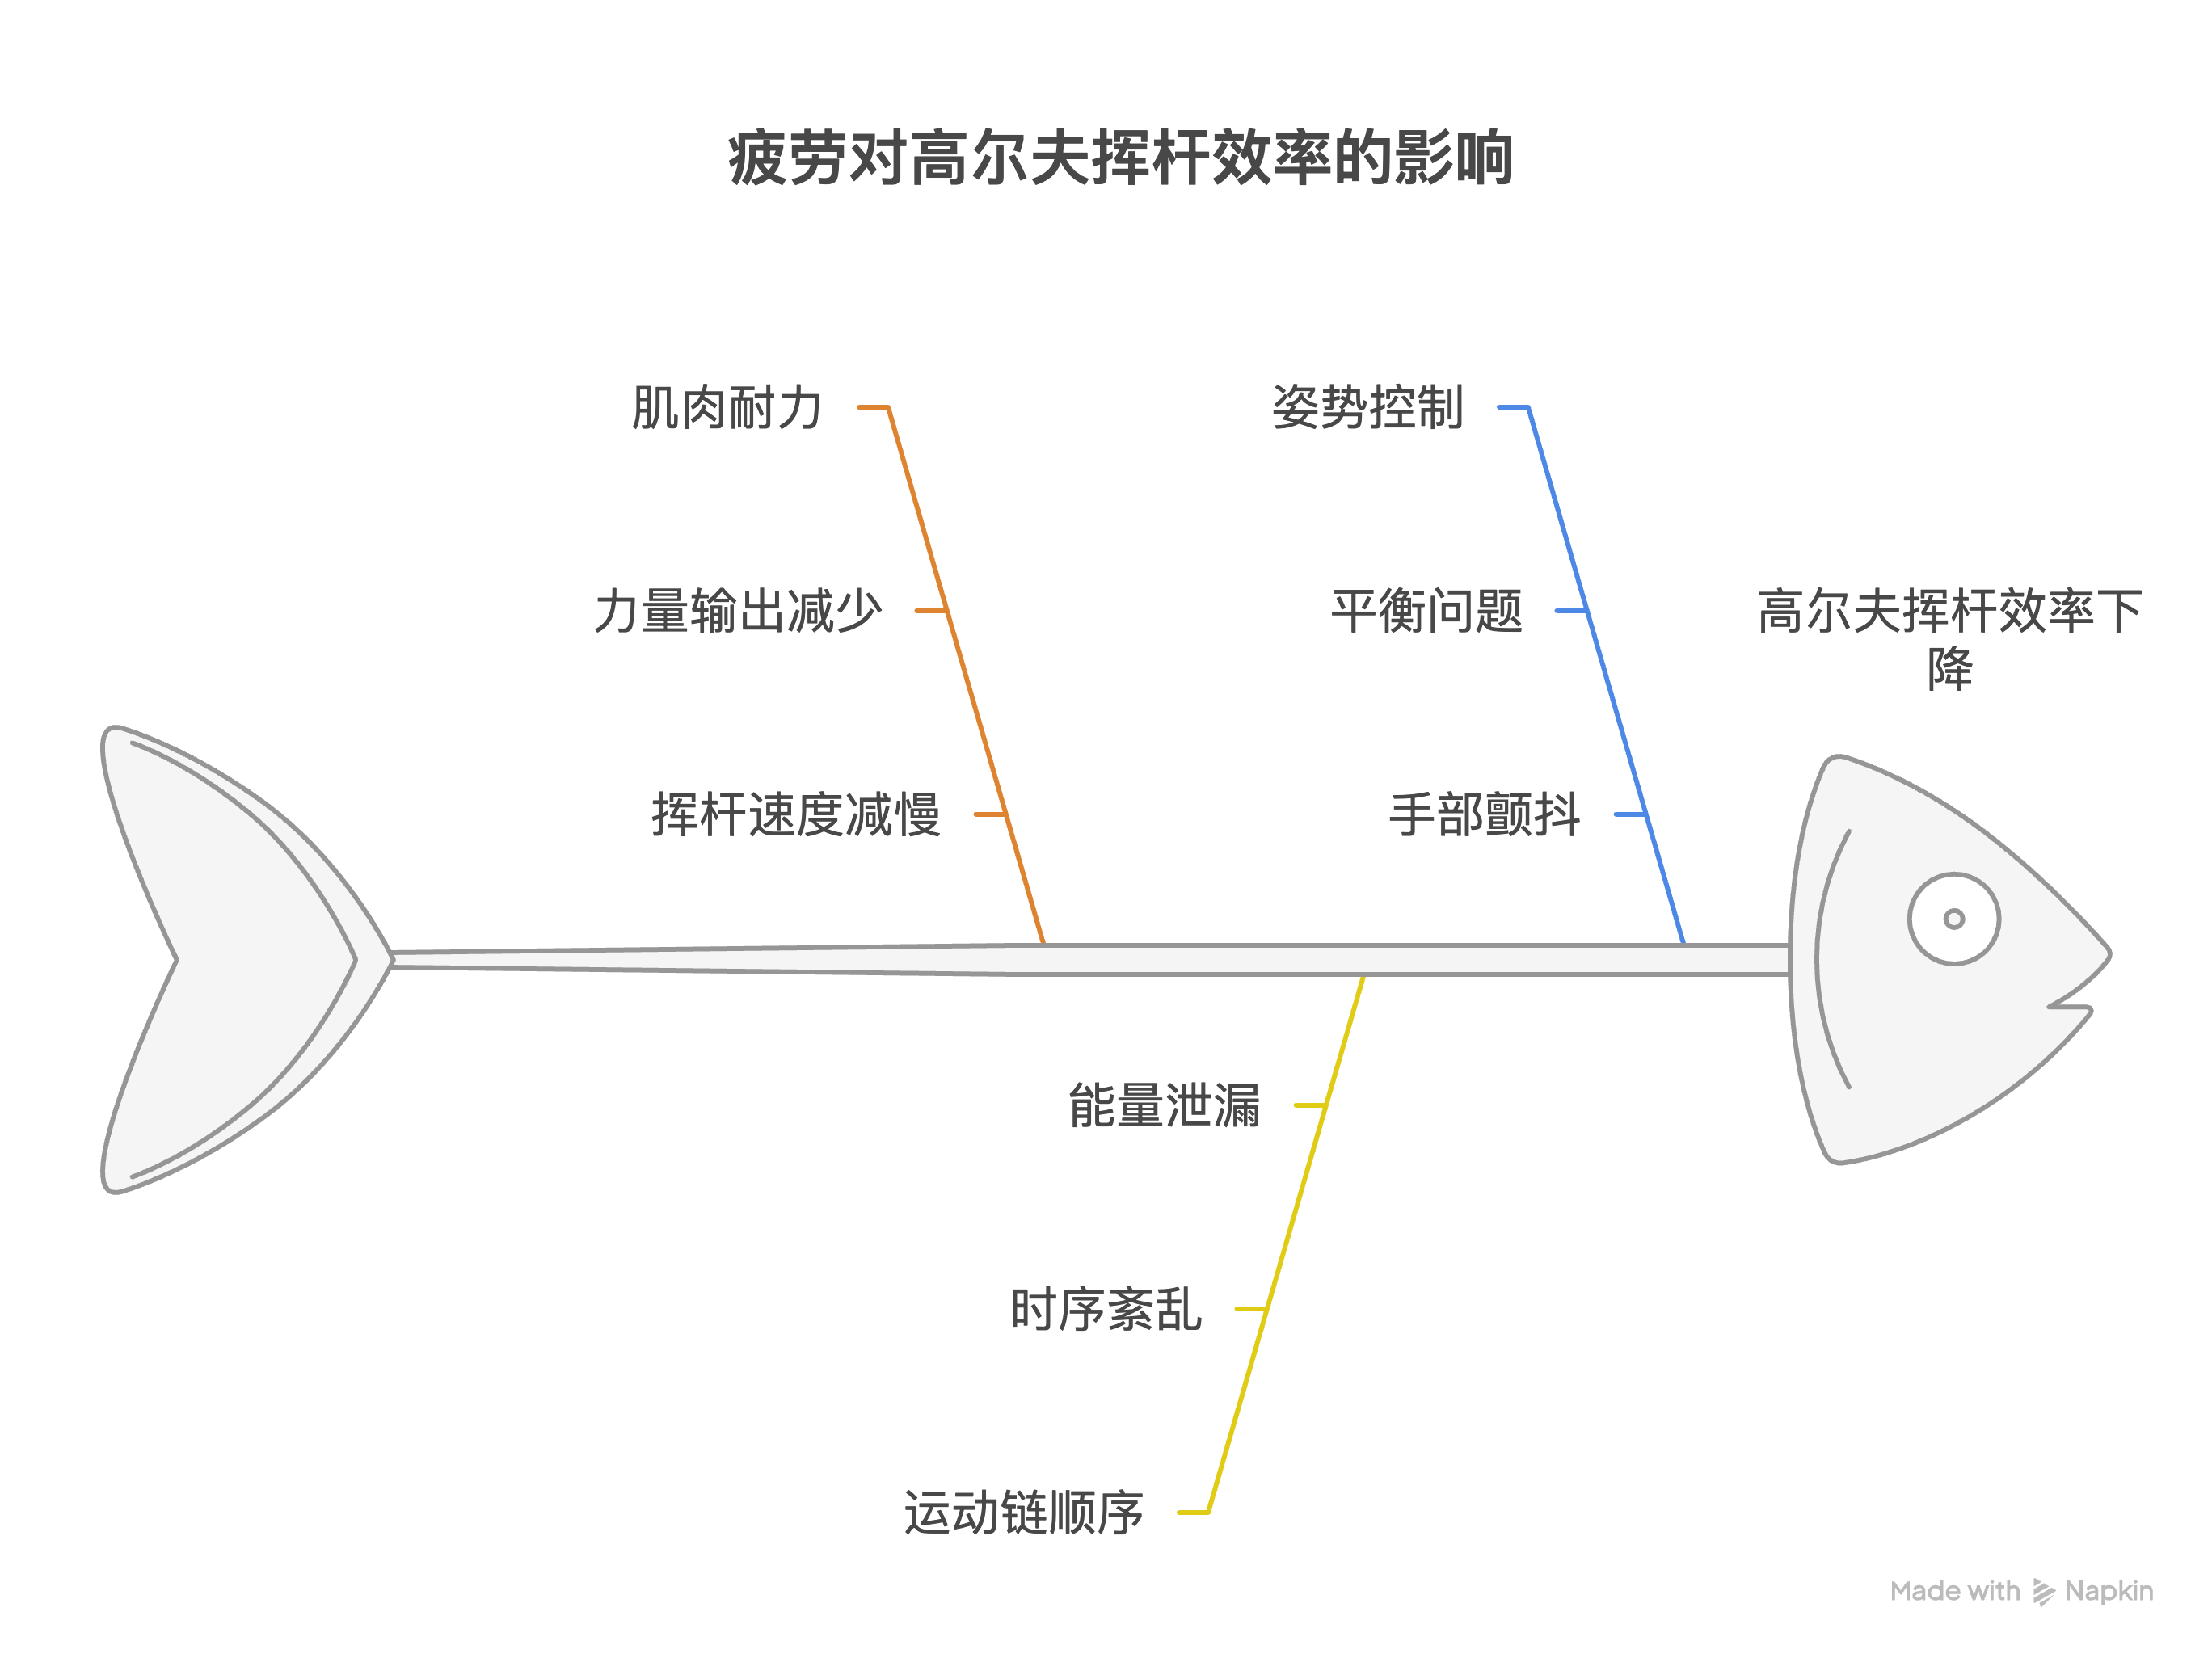 疲劳对高尔夫挥杆效率的影响
肌肉耐力
姿势控制
力量输出减少
平衡问题
高尔夫挥杆效率下
降
挥杆速度减慢
手部颤抖
能量泄漏
时序紊乱
运动链顺序
Made with Napkin